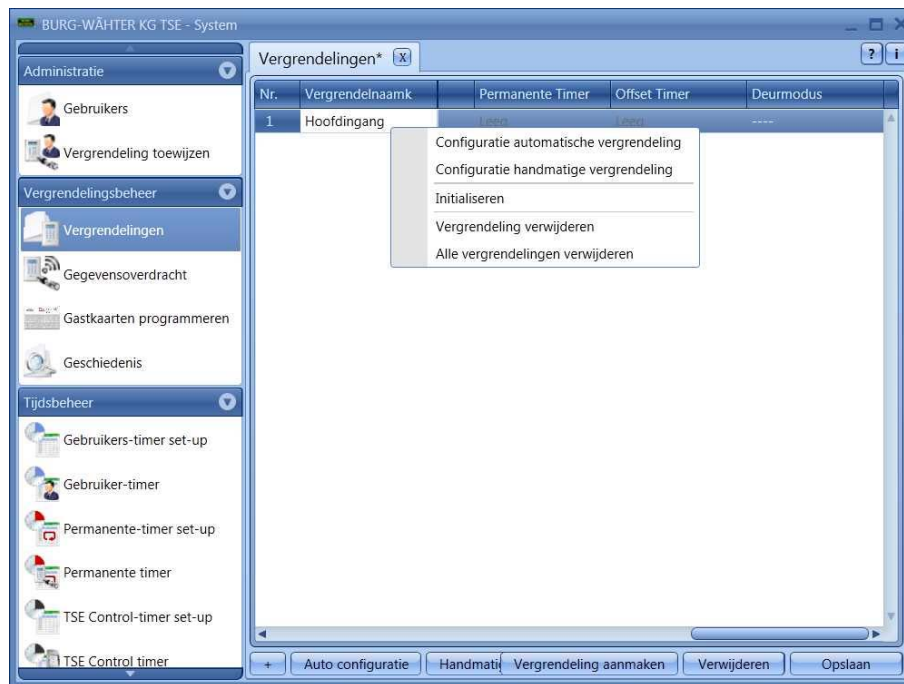 BURG-WÄHTER KG TSE - System
Administratie
Gebruikers
Vergrendeling toewijzen
Vergrendelingsbeheer
Vergrendelingen
Gegevensoverdracht
Gastkaarten programmeren
Geschiedenis
Tijdsbeheer
Gebruikers-timer set-up
Gebruiker-timer
Permanente-timer set-up
Permanente timer
TSE Control-timer set-up
TSE Control timer
Vergrendelingen* X
? i
Nr. Vergrendelnaamk Permanente Timer Offset Timer Deurmodus
1 Hoofdingang Leeg Leeg ----
Configuratie automatische vergrendeling
Configuratie handmatige vergrendeling
Initialiseren
Vergrendeling verwijderen
Alle vergrendelingen verwijderen
+ Auto configuratie Handmati Vergrendeling aanmaken Verwijderen Opslaan